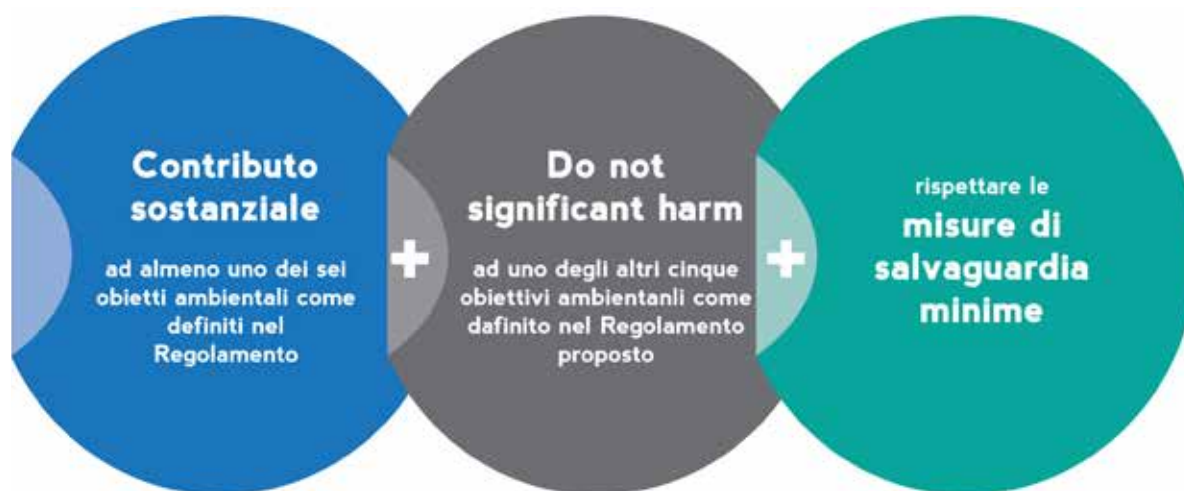 Contributo
sostanziale
ad almeno uno dei sei
obietti ambientali come
definiti nel
Regolamento
+
Do not
significant harm
ad uno degli altri cinque
obiettivi ambientanli come
dafinito nel Regolamento
proposto
+
rispettare le
misure di
salvaguardia
minime